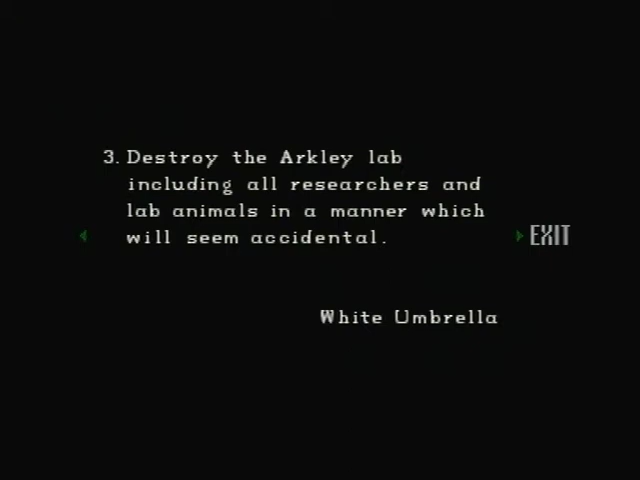 3. Destroy the Arkley lab
including all researchers and
lab animals in a manner which
will seem accidental.
EXIT
White Umbrella